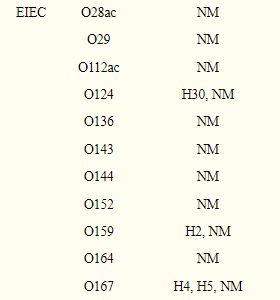 EIEC O28ac NM
O29 NM
O112ac NM
O124 H30, NM
O136 NM
O143 NM
O144 NM
O152 NM
O159 H2, NM
O164 NM
O167 H4, H5, NM